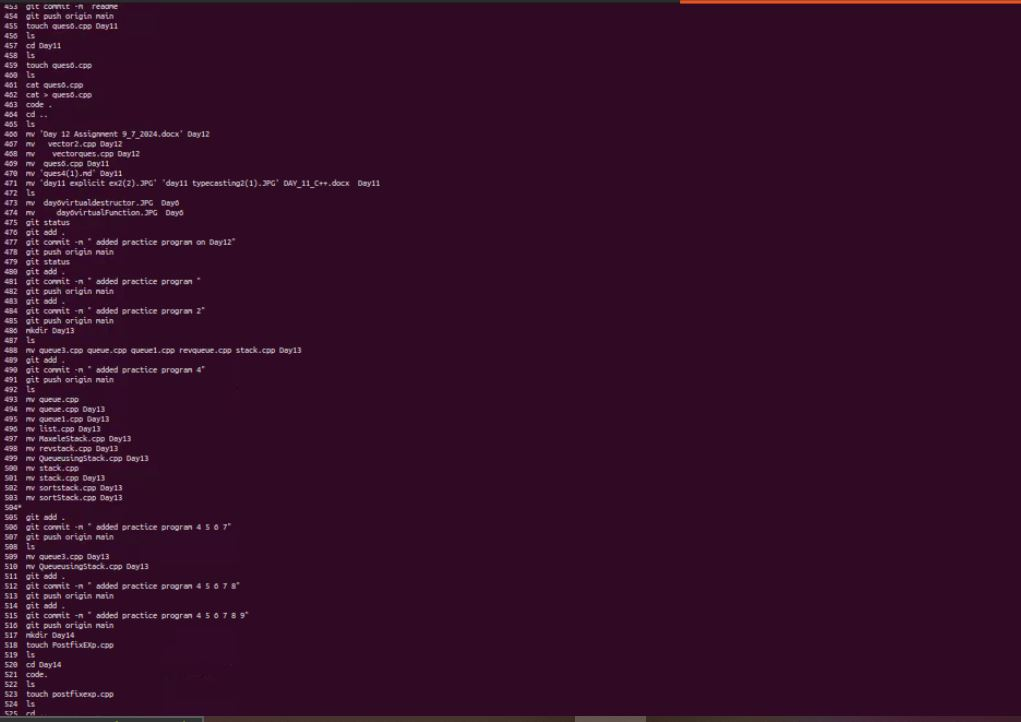 453 git commit -m "readme
454 git push origin main
455 touch ques6.cpp Day11
456 ls
457 cd Day11
458 ls
459 touch ques6.cpp
460 ls
461 cat ques6.cpp
462 cat > ques6.cpp
463 code .
464 cd ..
465 ls
466 mv 'Day 12 Assignment 9_7_2024.docx' Day12
467 mv   vector2.cpp Day12
468 mv    vectorques.cpp Day12
469 mv  ques6.cpp Day11
470 mv 'ques4(1).md' Day11
471 mv 'day11 explicit ex2(2).JPG' 'day11 typecasting2(1).JPG' DAY_11_C++.docx  Day11
472 ls
473 mv  day6virtualdestructor.JPG  Day6
474 mv     day6virtualFunction.JPG  Day6
475 git status
476 git add .
477 git commit -m " added practice program on Day12"
478 git push origin main
479 git status
480 git add .
481 git commit -m " added practice program "
482 git push origin main
483 git add .
484 git commit -m " added practice program 2"
485 git push origin main
486 mkdir Day13
487 ls
488 mv queue3.cpp queue.cpp queue1.cpp revqueue.cpp stack.cpp Day13
489 git add .
490 git commit -m " added practice program 4"
491 git push origin main
492 ls
493 mv queue.cpp
494 mv queue.cpp Day13
495 mv queue1.cpp Day13
496 mv list.cpp Day13
497 mv MaxeleStack.cpp Day13
498 mv revstack.cpp Day13
499 mv QueueusingStack.cpp Day13
500 mv stack.cpp
501 mv stack.cpp Day13
502 mv sortstack.cpp Day13
503 mv sortStack.cpp Day13
504*
505 git add .
506 git commit -m " added practice program 4 5 6 7"
507 git push origin main
508 ls
509 mv queue3.cpp Day13
510 mv QueueusingStack.cpp Day13
511 git add .
512 git commit -m " added practice program 4 5 6 7 8"
513 git push origin main
514 git add .
515 git commit -m " added practice program 4 5 6 7 8 9"
516 git push origin main
517 mkdir Day14
518 touch PostfixEXp.cpp
519 ls
520 cd Day14
521 code.
522 ls
523 touch postfixexp.cpp
524 ls
525 cd